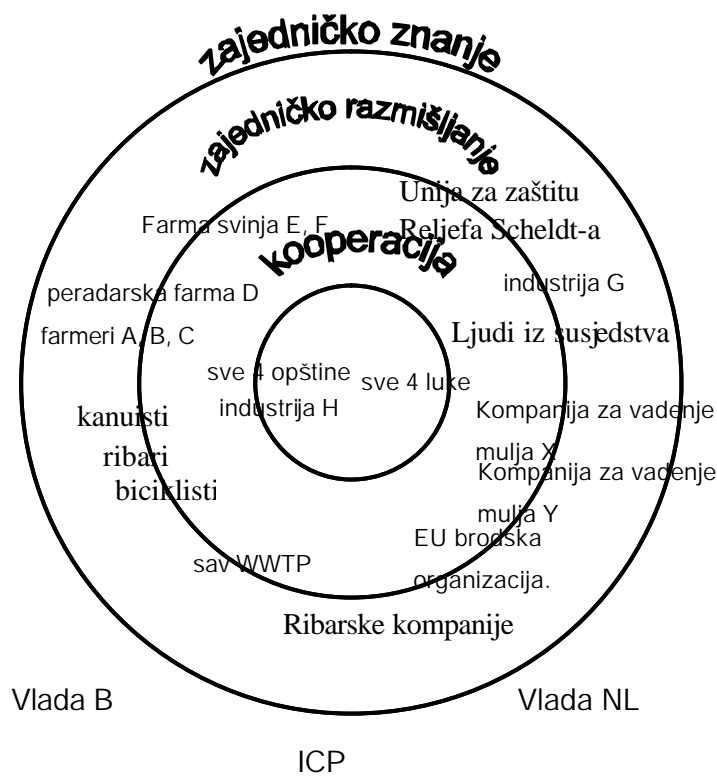 zajedničko znanje
zajedničko razmišljanje
Unija za zaštitu
Farma svinja E, F
Reljefa Scheldt-a
kooperacija
industrija G
peradarska farma D
farmeri A, B, C
Ljudi iz susjedstva
sve 4 opštine
sve 4 luke
industrija H
kanuisti
Kompanija za vadenje
mulja X
ribari
Kompanija za vadenje
biciklisti
mulja Y
EU brodska
sav WWTP
organizacija.
Ribarske kompanije
Vlada B
Vlada NL
ICP